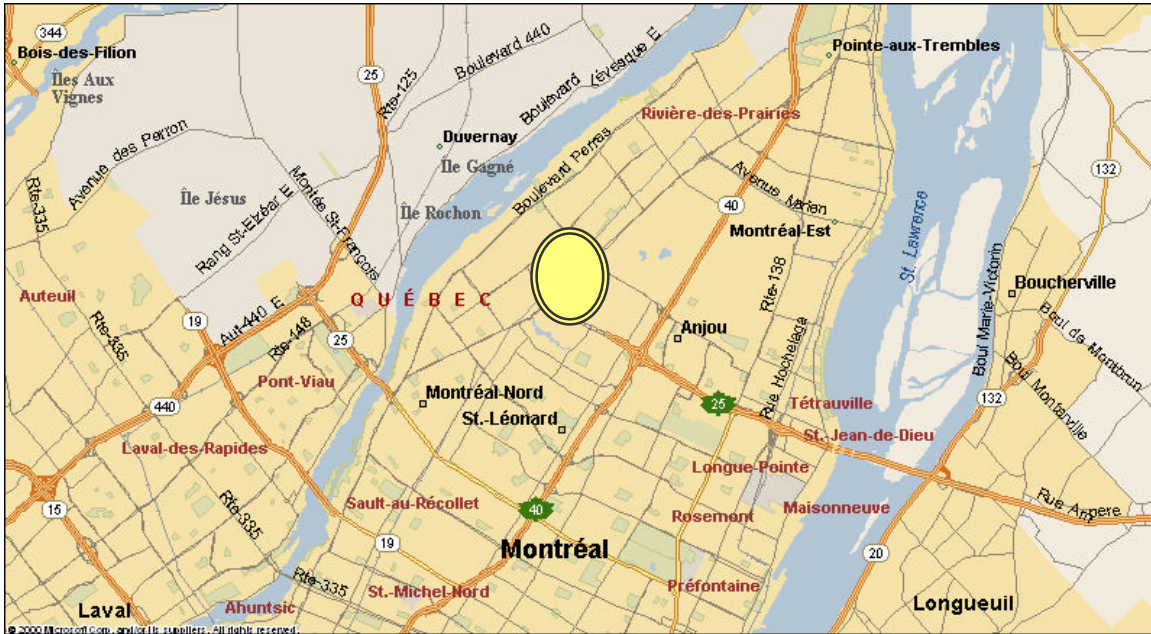 344
Bois-des-Filion
Îles Aux
Vignes
25
Rte-125
Boulevard 440
Boulevard Lévesque E
Pointe-aux-Trembles
Rivière-des-Prairies
132
Duvernay
Île Gagné
Boulevard Perras
Avenue des Perron
Rte-335
Île Jésus
Rang St-Elzéar E
Montée St-François
Île Rochon
40
Avenue Marien
Montréal-Est
St. Lawrence
Boul Marie-Victorin
Boucherville
Boul de Montbrun
Rte-138
Auteuil
QUÉBEC
19
Aut-440 E
Rte-335
Rte-148
25
Anjou
Rue Hochelaga
Boul Montarville
Pont-Viau
Montréal-Nord
25
Tétrauville
132
440
St.-Léonard
St.-Jean-de-Dieu
Laval-des-Rapides
Longue-Pointe
15
Rte-335
Sault-au-Récollet
40
Rosemont
Maisonneuve
Rue Ampere
19
Montréal
20
Rte-335
St.-Michel-Nord
Préfontaine
Laval
Ahuntsic
Longueuil
© 2000 Microsoft Corp. and/or its suppliers. All rights reserved.